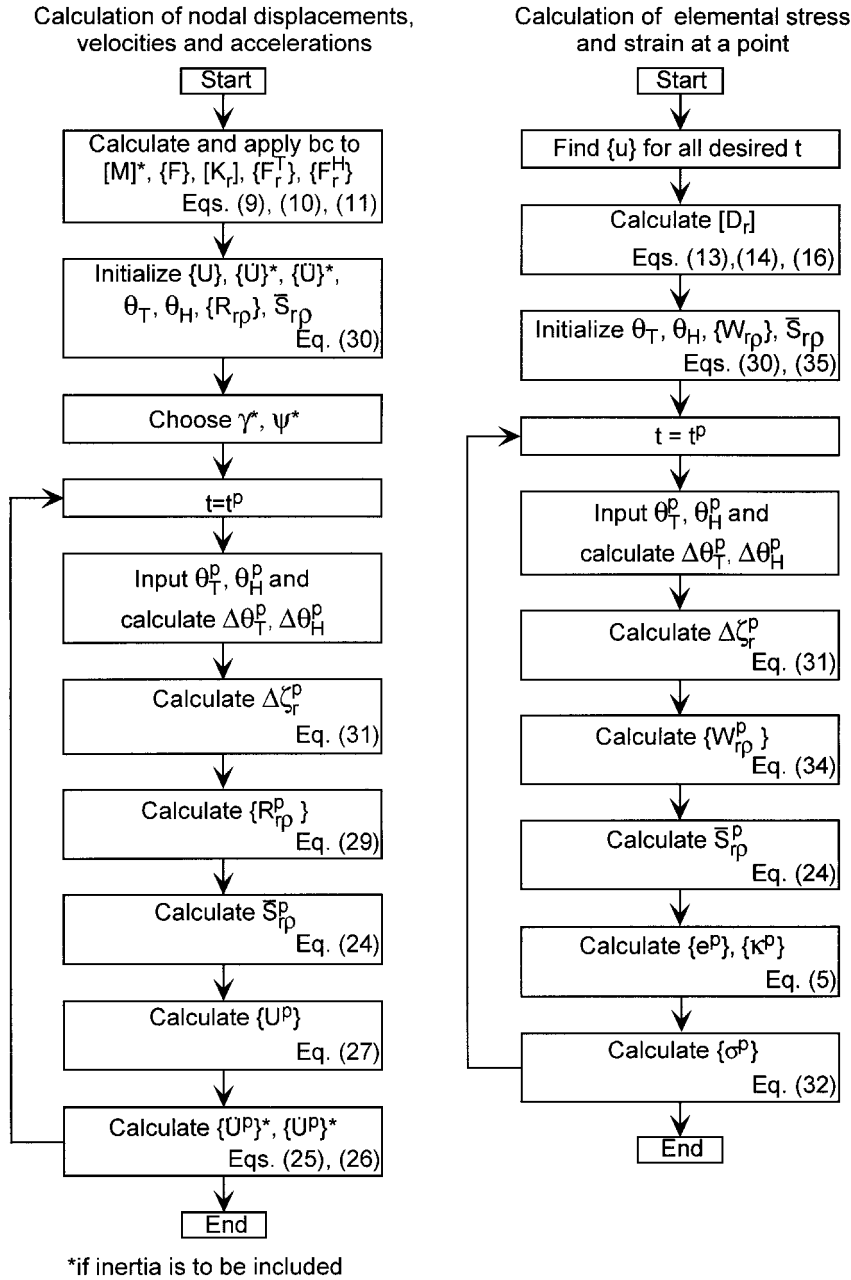 Calculation of nodal displacements,
velocities and accelerations
Start
Calculate and apply bc to
[M]*, {F}, [K_r], {F_r^T}, {F_r^H}
Eqs. (9), (10), (11)
Initialize {U}, {U̇}*, {Ü}*,
θ_T, θ_H, {R_rρ}, S̅_rρ
Eq. (30)
Choose γ*, ψ*
t=t^p
Input θ_T^p, θ_H^p and
calculate Δθ_T^p, Δθ_H^p
Calculate Δζ_r^p
Eq. (31)
Calculate {R_rρ^p }
Eq. (29)
Calculate S̅_rρ^p
Eq. (24)
Calculate {U^p}
Eq. (27)
Calculate {U̇^p}*, {U̇^p}*
Eqs. (25), (26)
End
*if inertia is to be included
Calculation of elemental stress
and strain at a point
Start
Find {u} for all desired t
Calculate [D_r]
Eqs. (13),(14), (16)
Initialize θ_T, θ_H, {W_rρ}, S̅_rρ
Eqs. (30), (35)
t = t^p
Input θ_T^p, θ_H^p and
calculate Δθ_T^p, Δθ_H^p
Calculate Δζ_r^p
Eq. (31)
Calculate {W_rρ^p }
Eq. (34)
Calculate S̅_rρ^p
Eq. (24)
Calculate {e^p}, {κ^p}
Eq. (5)
Calculate {σ^p}
Eq. (32)
End